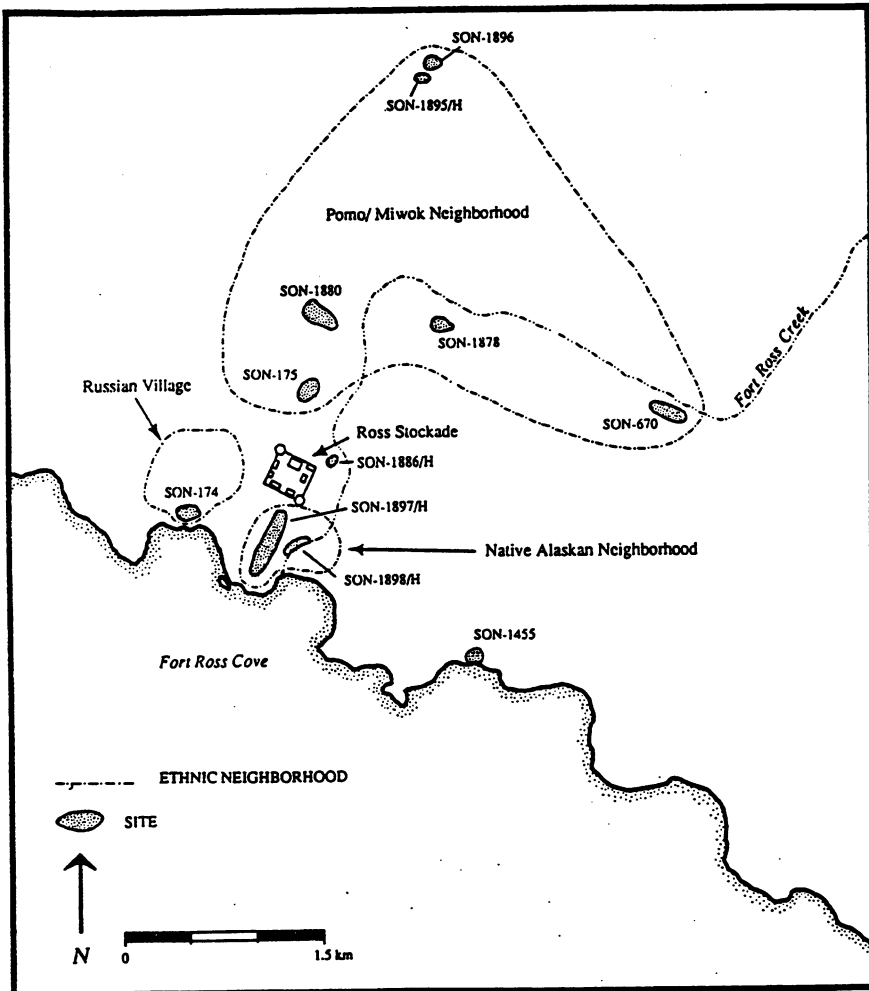 SON-1896
SON-1895/H
Pomo/ Miwok Neighborhood
SON-1880
SON-1878
Fort Ross Creek
SON-175
Russian Village
SON-670
Ross Stockade
SON-1886/H
SON-174
SON-1897/H
Native Alaskan Neighborhood
SON-1898/H
SON-1455
Fort Ross Cove
ETHNIC NEIGHBORHOOD
SITE
N
0
1.5 km